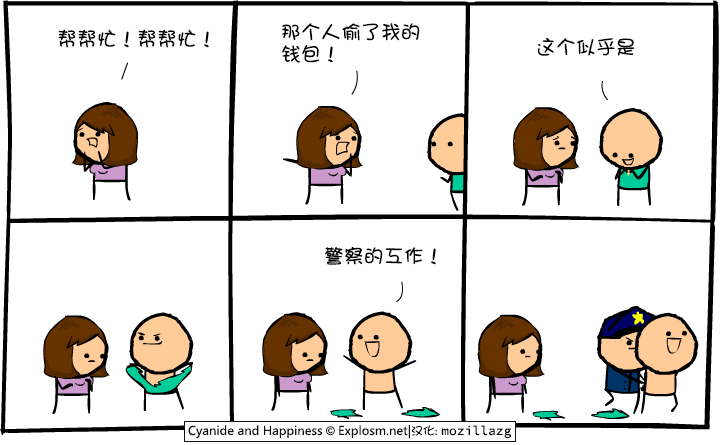 帮帮忙！帮帮忙！
那个人偷了我的
钱包！
这个似乎是
警察的互作！
Cyanide and Happiness © Explosm.net|汉化: mozillazg